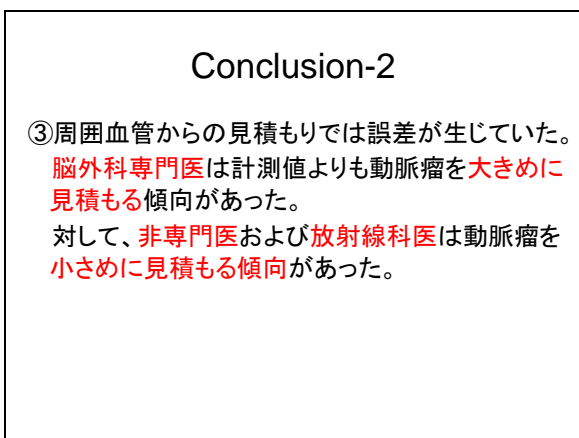 Conclusion-2
③周囲血管からの見積もりでは誤差が生じていた。
脳外科専門医は計測値よりも動脈瘤を大きめに
見積もる傾向があった。
対して、非専門医および放射線科医は動脈瘤を
小さめに見積もる傾向があった。